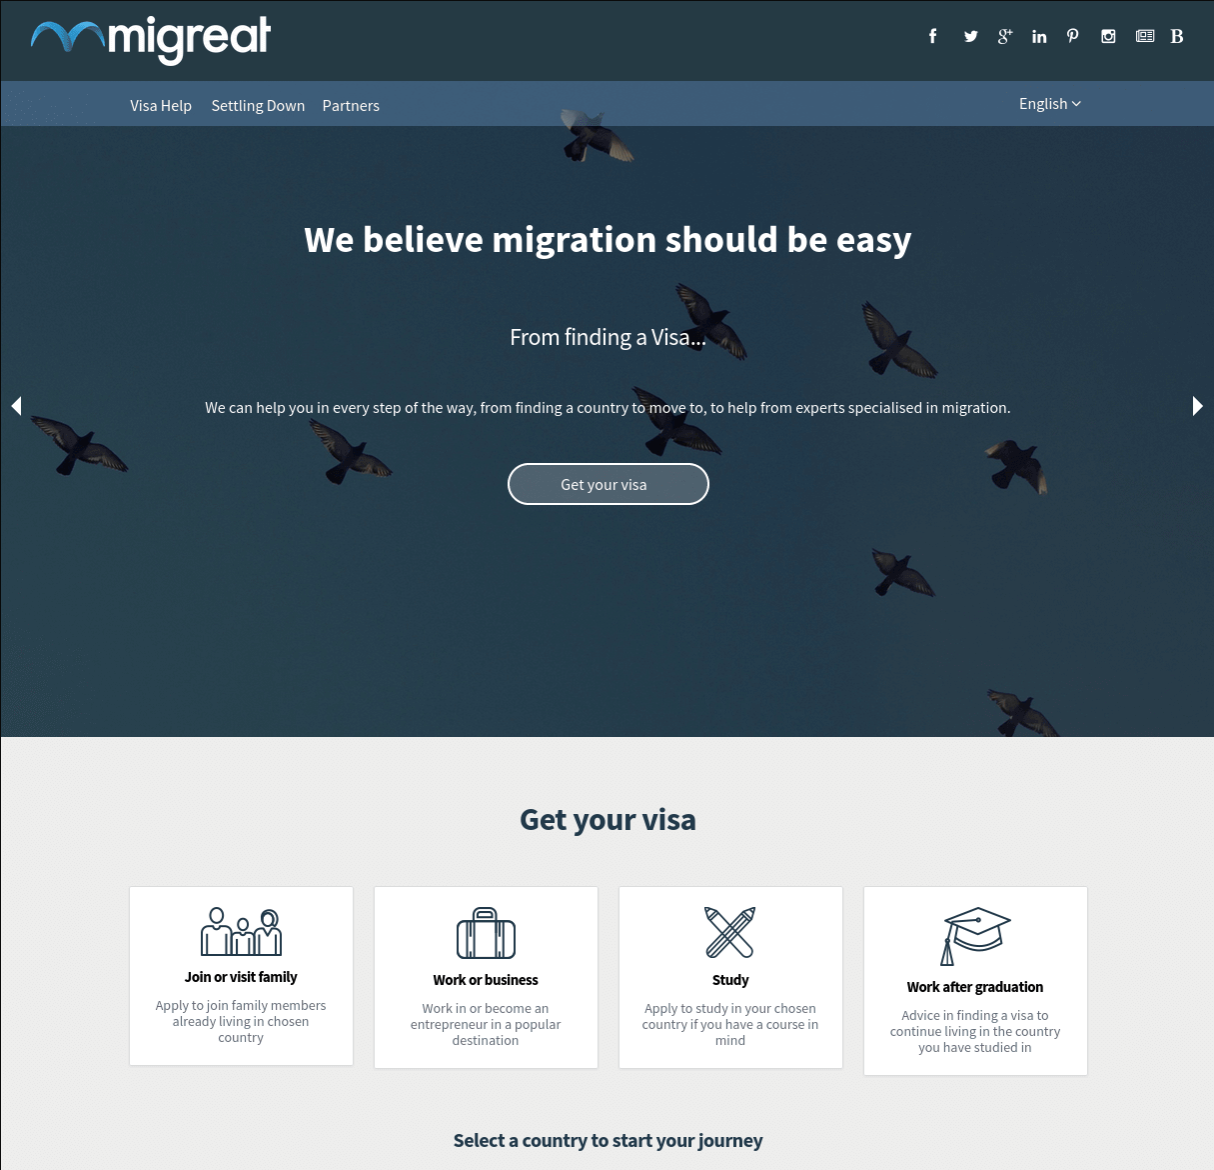 migreat
B
Visa Help Settling Down Partners
English
We believe migration should be easy
From finding a Visa...
We can help you in every step of the way, from finding a country to move to, to help from experts specialised in migration.
Get your visa
Get your visa
Join or visit family
Apply to join family members
already living in chosen
country
Work or business
Work in or become an
entrepreneur in a popular
destination
Study
Apply to study in your chosen
country if you have a course in
mind
Work after graduation
Advice in finding a visa to
continue living in the country
you have studied in
Select a country to start your journey